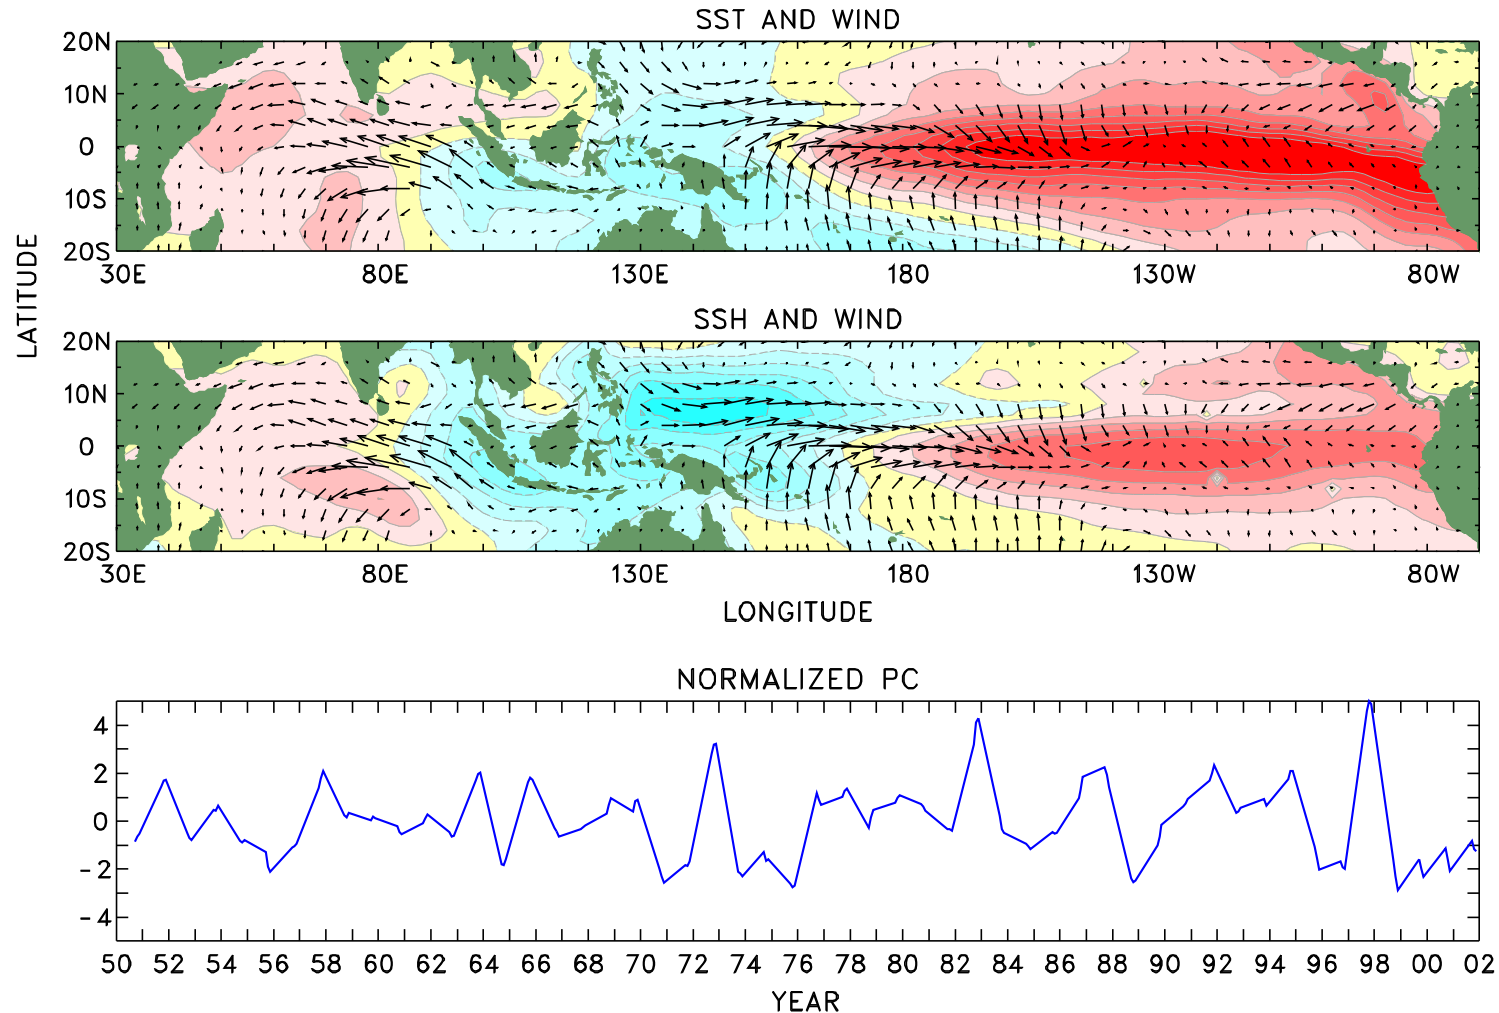 SST AND WIND
20N
10N
0
10S
20S
30E 80E 130E 180 130W 80W
LATITUDE
SSH AND WIND
20N
10N
0
10S
20S
30E 80E 130E 180 130W 80W
LONGITUDE
NORMALIZED PC
4
2
0
-2
-4
50 52 54 56 58 60 62 64 66 68 70 72 74 76 78 80 82 84 86 88 90 92 94 96 98 00 02
YEAR